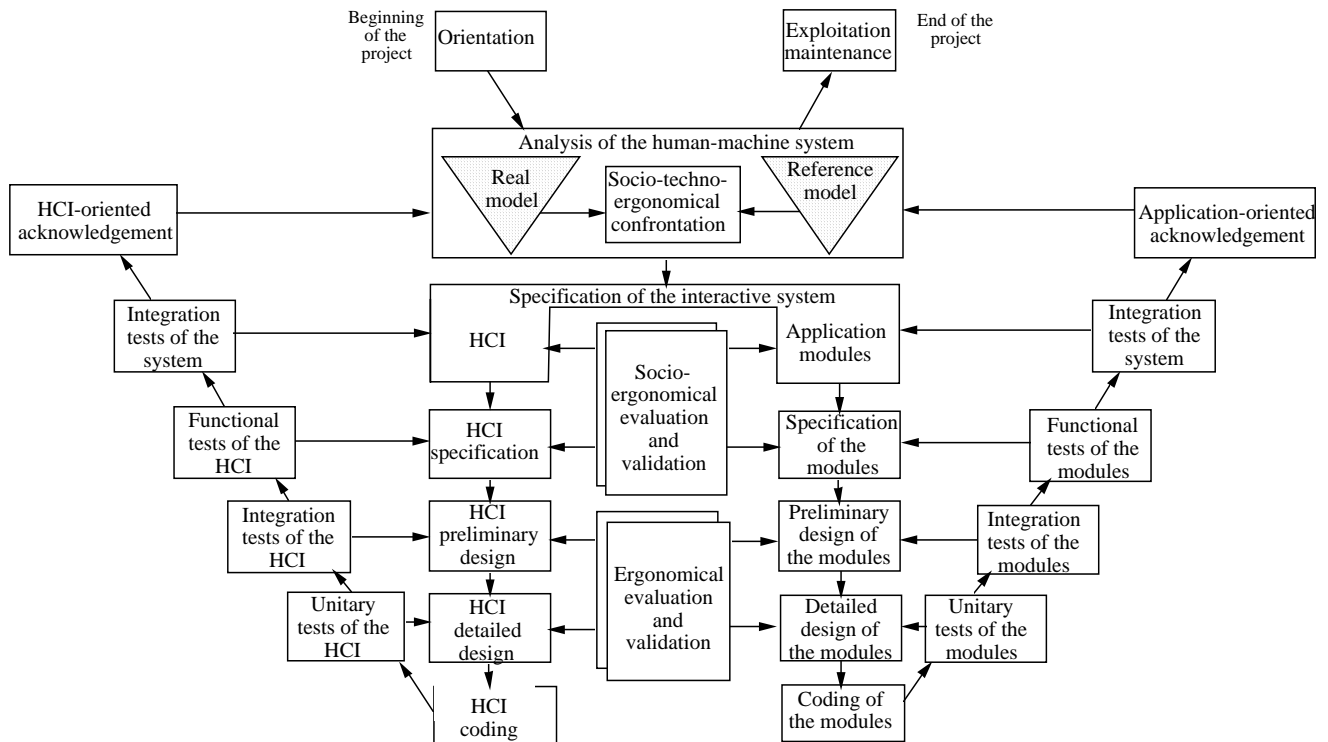 Beginning
of the
project
Orientation
Exploitation
maintenance
End of the
project
Analysis of the human-machine system
Real
model
Socio-techno-
ergonomical
confrontation
Reference
model
HCI-oriented
acknowledgement
Application-oriented
acknowledgement
Specification of the interactive system
HCI
Application
modules
Integration
tests of the
system
Integration
tests of the
system
Socio-
ergonomical
evaluation
and
validation
Functional
tests of the
HCI
HCI
specification
Specification
of the
modules
Functional
tests of the
modules
Integration
tests of the
HCI
HCI
preliminary
design
Preliminary
design of
the modules
Integration
tests of the
modules
Ergonomical
evaluation
and
validation
Unitary
tests of the
HCI
HCI
detailed
design
Detailed
design of
the modules
Unitary
tests of the
modules
HCI
coding
Coding of
the modules